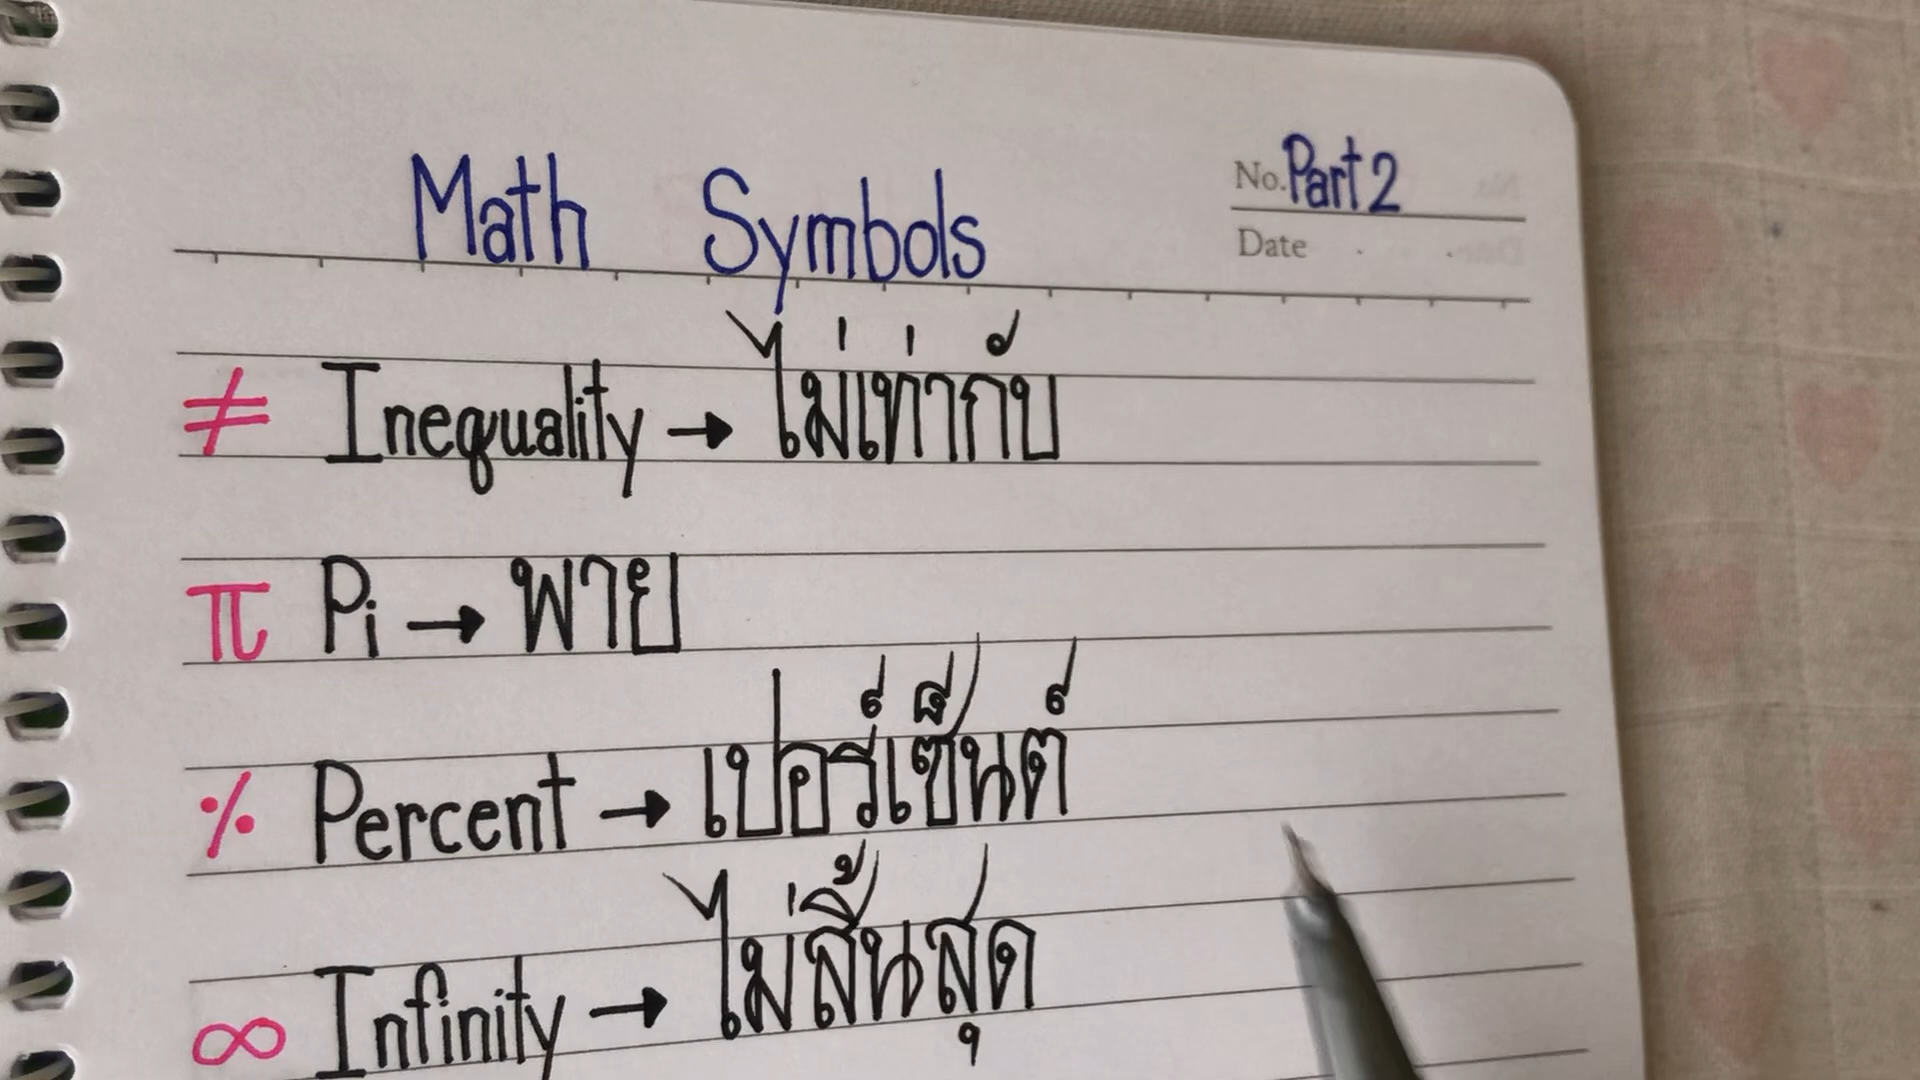 Math Symbols
No. Part 2
Date
≠ Inequality → ไม่เท่ากับ
π Pi → พาย
% Percent → เปอร์เซ็นต์
∞ Infinity → ไม่สิ้นสุด